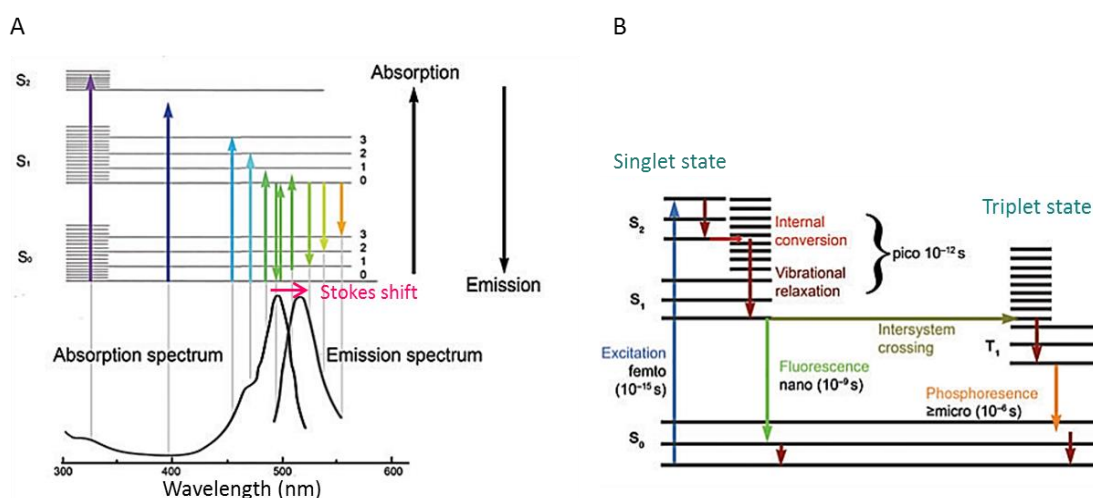 A
S₂
S₁
S₀
3
2
1
0
3
2
1
0
Absorption
Emission
Stokes shift
Absorption spectrum
Emission spectrum
300
400
500
600
Wavelength (nm)
B
Singlet state
Triplet state
S₂
Internal
conversion
Vibrational
relaxation
pico 10⁻¹² s
S₁
Intersystem
crossing
T₁
Excitation
femto
(10⁻¹⁵ s)
Fluorescence
nano (10⁻⁹ s)
Phosphoresence
≥micro (10⁻⁶ s)
S₀